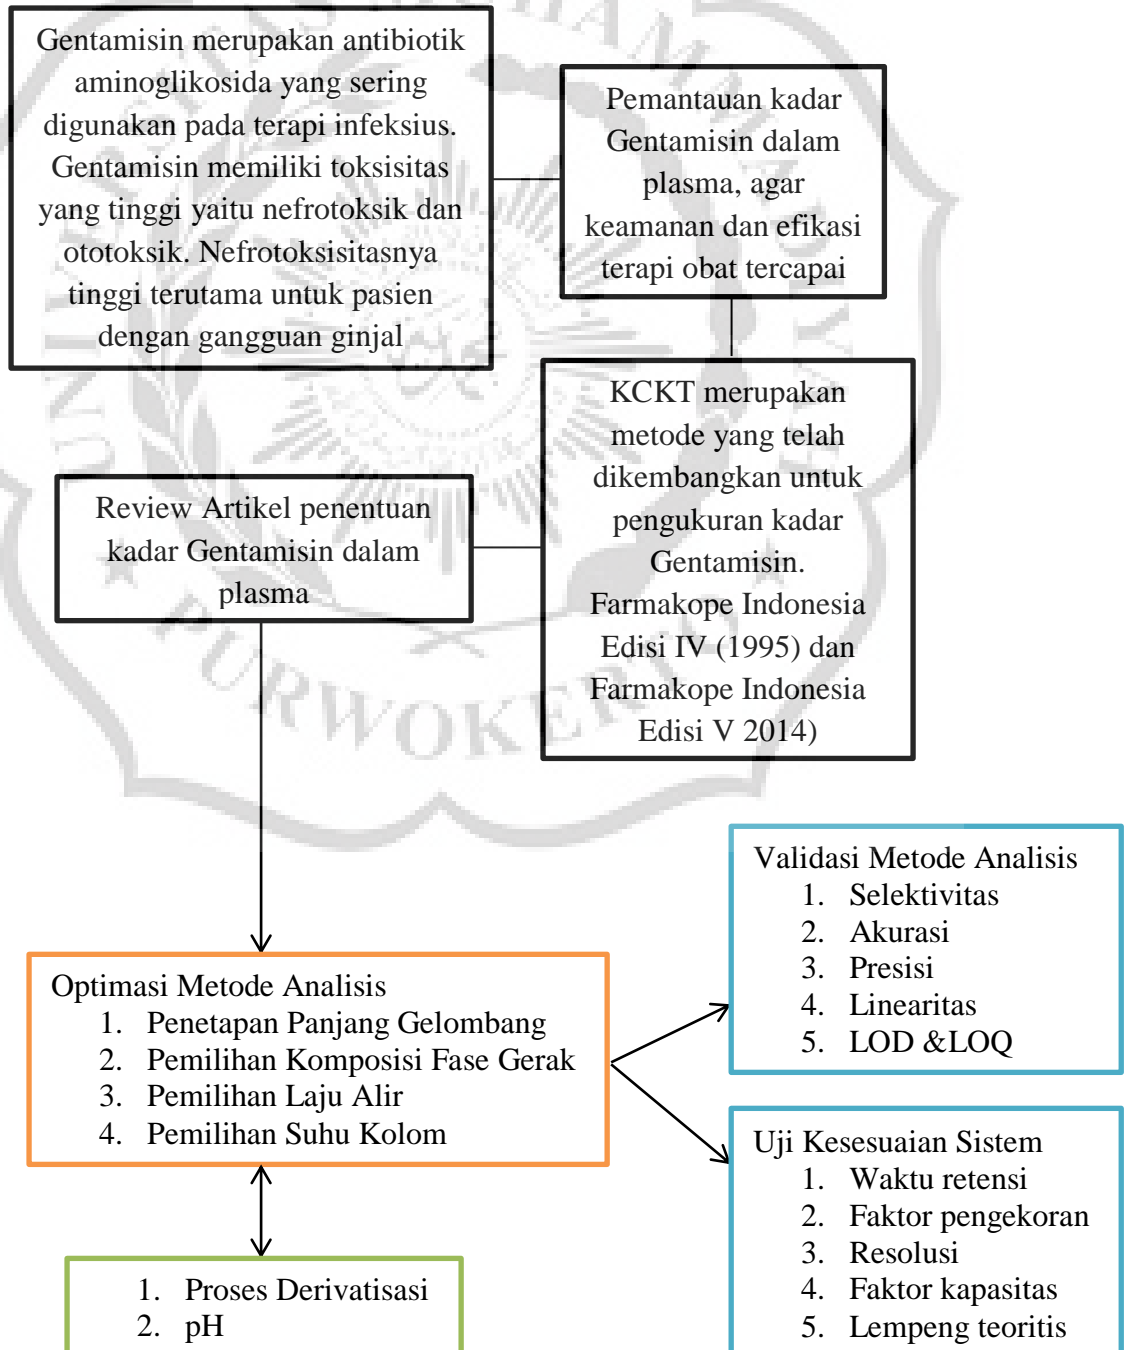 Gentamisin merupakan antibiotik
aminoglikosida yang sering
digunakan pada terapi infeksius.
Gentamisin memiliki toksisitas
yang tinggi yaitu nefrotoksik dan
ototoksik. Nefrotoksisitasnya
tinggi terutama untuk pasien
dengan gangguan ginjal
Pemantauan kadar
Gentamisin dalam
plasma, agar
keamanan dan efikasi
terapi obat tercapai
KCKT merupakan
metode yang telah
dikembangkan untuk
pengukuran kadar
Gentamisin.
Farmakope Indonesia
Edisi IV (1995) dan
Farmakope Indonesia
Edisi V 2014)
Review Artikel penentuan
kadar Gentamisin dalam
plasma
Optimasi Metode Analisis
1. Penetapan Panjang Gelombang
2. Pemilihan Komposisi Fase Gerak
3. Pemilihan Laju Alir
4. Pemilihan Suhu Kolom
Validasi Metode Analisis
1. Selektivitas
2. Akurasi
3. Presisi
4. Linearitas
5. LOD &LOQ
Uji Kesesuaian Sistem
1. Waktu retensi
2. Faktor pengekoran
3. Resolusi
4. Faktor kapasitas
5. Lempeng teoritis
1. Proses Derivatisasi
2. pH
PURWOKERTO